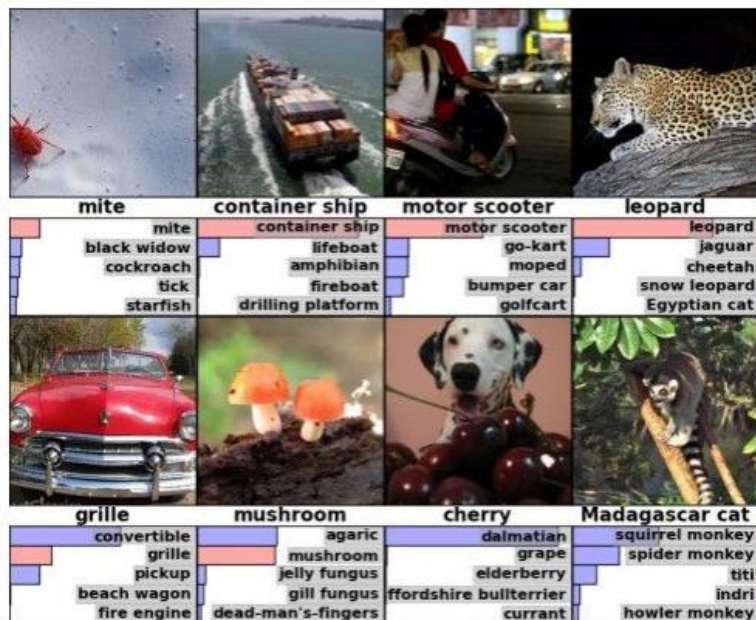 mite
container ship
motor scooter
leopard
mite
black widow
cockroach
tick
starfish
container ship
lifeboat
amphibian
fireboat
drilling platform
motor scooter
go-kart
moped
bumper car
golfcart
leopard
jaguar
cheetah
snow leopard
Egyptian cat
grille
mushroom
cherry
Madagascar cat
convertible
grille
pickup
beach wagon
fire engine
agaric
mushroom
jelly fungus
gill fungus
dead-man's-fingers
dalmatian
grape
elderberry
ffordshire bullterrier
currant
squirrel monkey
spider monkey
titi
indri
howler monkey